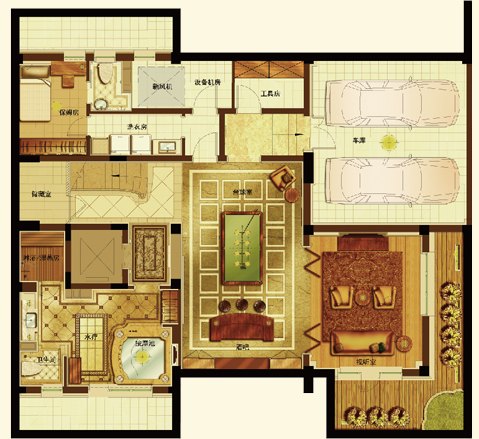 新风机
设备机房
工具房
保姆房
洗衣房
车库
保藏室
台球室
淋浴/桑拿房
水疗
按摩池
卫生间
酒吧
视听室